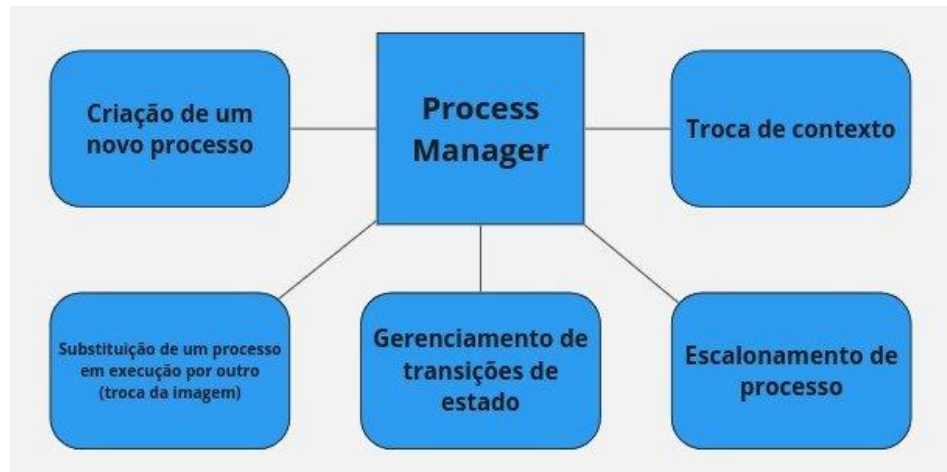 Criação de um
novo processo
Process
Manager
Troca de contexto
Substituição de um processo
em execução por outro
(troca da imagem)
Gerenciamento de
transições de
estado
Escalonamento de
processo